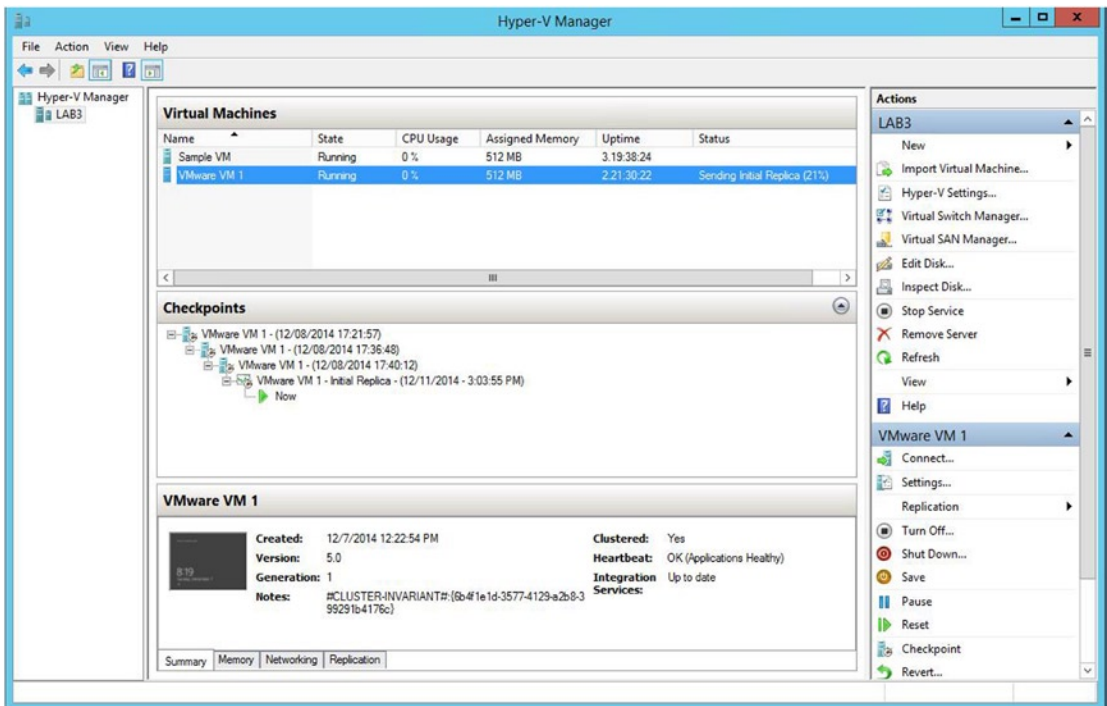 Hyper-V Manager
File Action View Help
Hyper-V Manager
LAB3
Virtual Machines
Name State CPU Usage Assigned Memory Uptime Status
Sample VM Running 0 % 512 MB 3.19:38:24
VMware VM 1 Running 0 % 512 MB 2.21:30:22 Sending Initial Replica (21%)
Checkpoints
VMware VM 1 - (12/08/2014 17:21:57)
VMware VM 1 - (12/08/2014 17:36:48)
VMware VM 1 - (12/08/2014 17:40:12)
VMware VM 1 - Initial Replica - (12/11/2014 - 3:03:55 PM)
Now
VMware VM 1
Created: 12/7/2014 12:22:54 PM
Version: 5.0
Generation: 1
Notes: #CLUSTER-INVARIANT#:{6b4f1e1d-3577-4129-a2b8-3
99291b4176c}
Clustered: Yes
Heartbeat: OK (Applications Healthy)
Integration Up to date
Services:
8:19
Summary Memory Networking Replication
Actions
LAB3
New
Import Virtual Machine...
Hyper-V Settings...
Virtual Switch Manager...
Virtual SAN Manager...
Edit Disk...
Inspect Disk...
Stop Service
Remove Server
Refresh
View
Help
VMware VM 1
Connect...
Settings...
Replication
Turn Off...
Shut Down...
Save
Pause
Reset
Checkpoint
Revert...